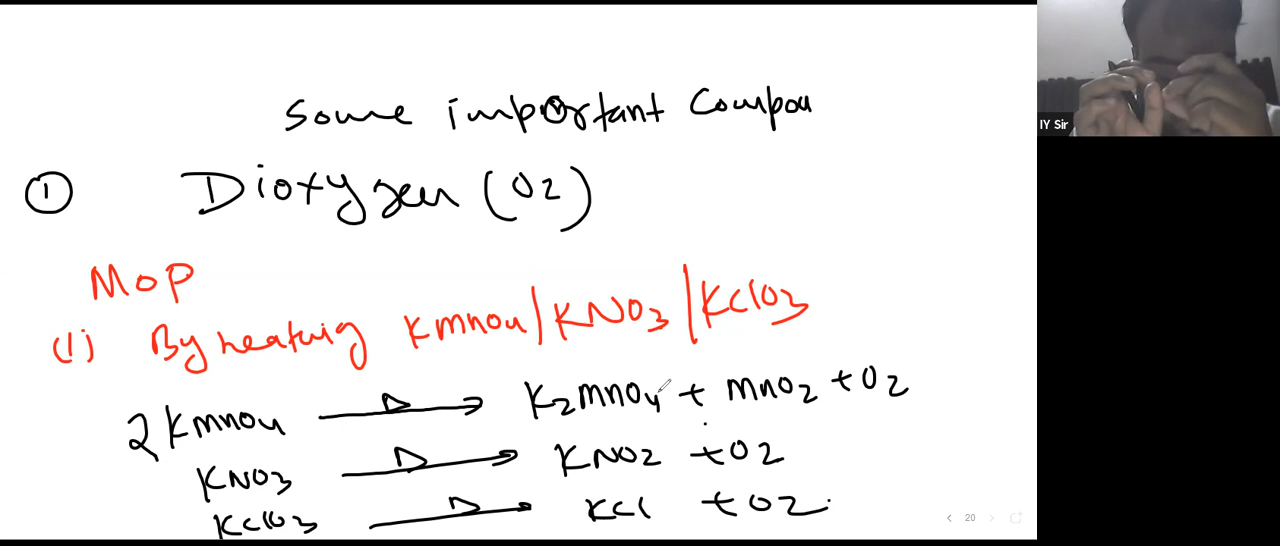 Some important Compou
① Dioxygen (O2)
MOP
(1) By heating KMnO4/KNO3/KClO3
2KMnO4 →Δ K2MnO4 + MnO2 + O2
KNO3 →Δ KNO2 + O2
KClO3 →Δ KCl + O2.
IY Sir
20